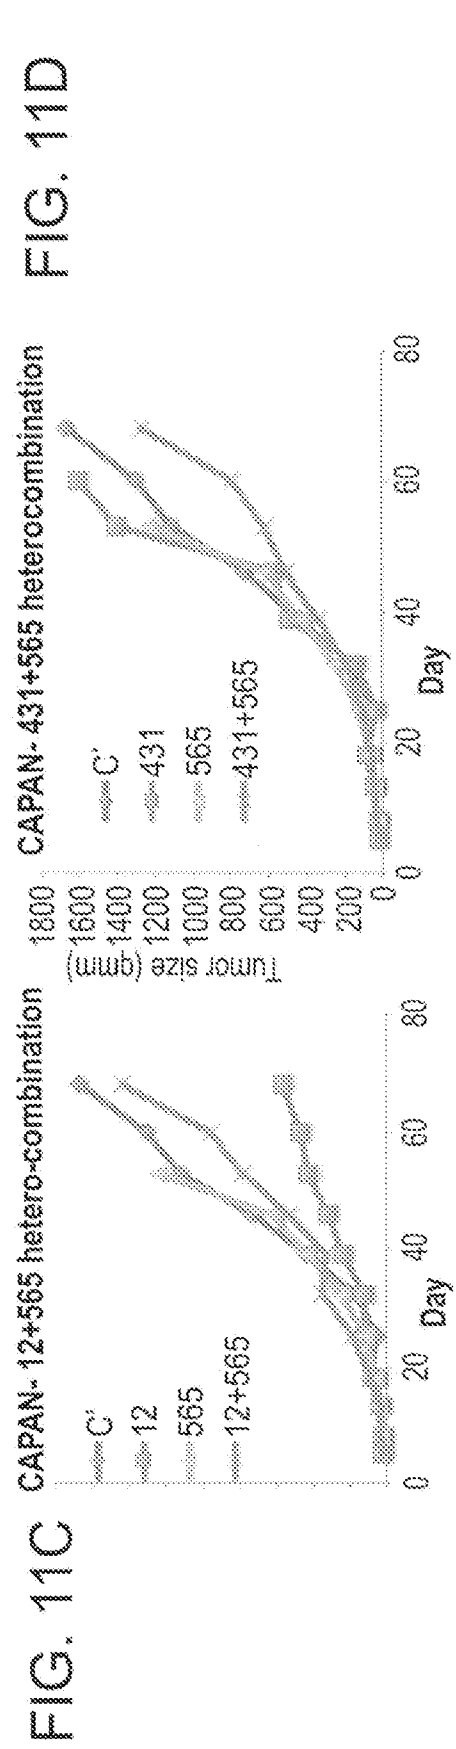 FIG. 11C
CAPAN- 12+565 hetero-combination
C'
12
565
12+565
0
20
40
60
80
Day
FIG. 11D
CAPAN- 431+565 heterocombination
Tumor size (qmm)
1800
1600
1400
1200
1000
800
600
400
200
0
C'
431
565
431+565
0
20
40
60
80
Day